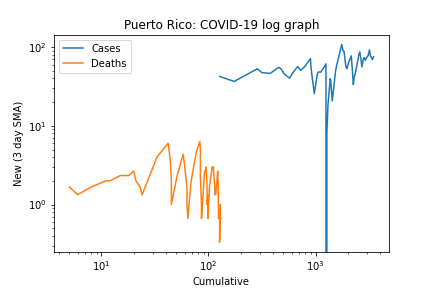 Puerto Rico: COVID-19 log graph
Cases
Deaths
10²
10¹
10⁰
New (3 day SMA)
10¹
10²
10³
Cumulative